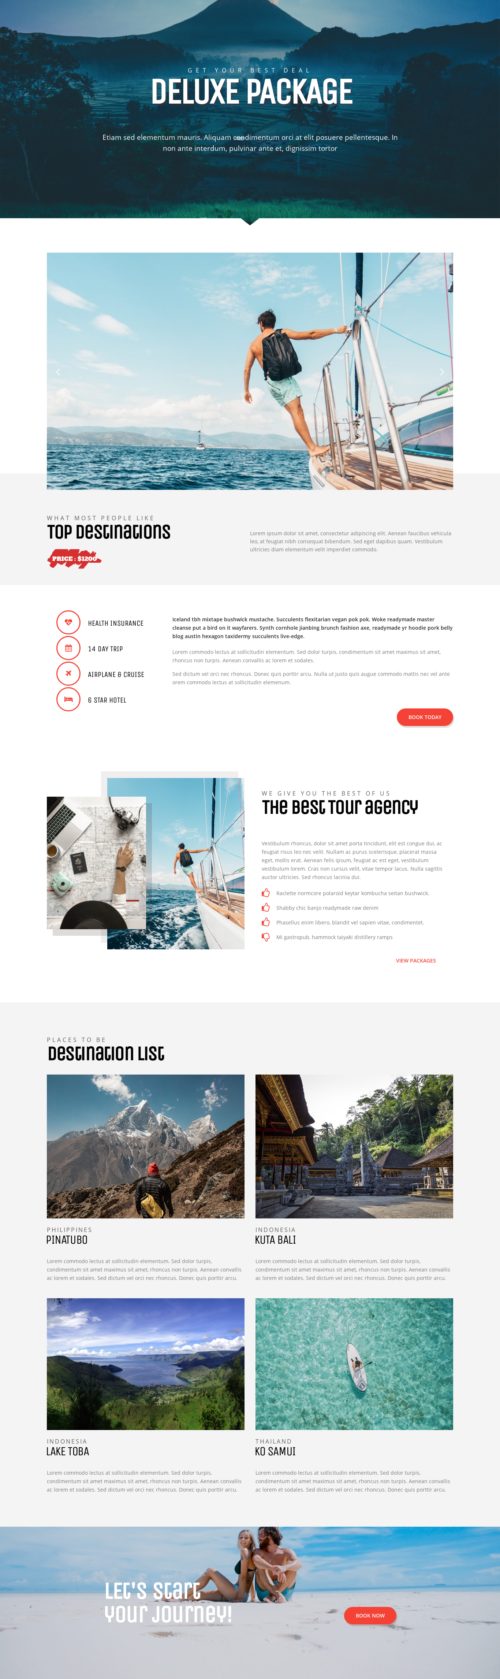 GET YOUR BEST DEAL
DELUXE PACKAGE
Etiam sed elementum mauris. Aliquam condimentum orci at elit posuere pellentesque. In
non ante interdum, pulvinar ante et, dignissim tortor
WHAT MOST PEOPLE LIKE
Top Destinations
PRICE : $1200
Lorem ipsum dolor sit amet, consectetur adipiscing elit. Aenean faucibus vehicule
leo, at feugiat nibh consequat bibendum. Sed eget dapibus quam. Vestibulum
ultricies diam elementum velit imperdiet commodo.
HEALTH INSURANCE
14 DAY TRIP
AIRPLANE & CRUISE
6 STAR HOTEL
Iceland tbh mixtape bushwick mustache. Succulents flexitarian vegan pok pok. Woke readymade master
cleanse put a bird on it wayfarers. Synth cornhole jianbing brunch fashion axe, readymade yr hoodie pork belly
blog austin hexagon taxidermy succulents live-edge.
Lorem commodo lectus at sollicitudin elementum. Sed dolor turpis, condimentum sit amet maximus sit amet,
rhoncus non turpis. Aenean convallis ac lorem et sodales.
Sed dictum vel orci nec rhoncus. Donec quis porttitor arcu. Nulla ut justo quis augue commodo mattis nec vel ante
orem commodo lectus at sollicitudin elemenum.
BOOK TODAY
WE GIVE YOU THE BEST OF US
The Best Tour Agency
Vestibulum rhoncus, dolor sit amet porta tincidunt, elit est congue dui, ac
feugiat risus leo nec velit. Nullam as purus scelerisque, placerat massa
eget, mollis erat. Aenean felis ipsum, feugiat ac est eget, vestibulum
vestibulum lorem. Cras non cursus velit, vitae tempor lacus. Nulla sagittis
auctor ultricies. Sed rhoncus lacinia dui.
Raclette normcore polaroid keytar kombucha seitan bushwick.
Shabby chic banjo readymade raw denim
Phasellus enim libero, blandit vel sapien vitae, condimentet.
Mi gastropub, hammock taiyaki distillery ramps
VIEW PACKAGES
PLACES TO BE
Destination List
PHILIPPINES
PINATUBO
Lorem commodo lectus at sollicitudin elementum. Sed dolor turpis,
condimentum sit amet maximus sit amet, rhoncus non turpis. Aenean convallis
ac lorem et sodales. Sed dictum vel orci nec rhoncus. Donec quis porttitor arcu.
INDONESIA
KUTA BALI
Lorem commodo lectus at sollicitudin elementum. Sed dolor turpis,
condimentum sit amet maximus sit amet, rhoncus non turpis. Aenean convallis
ac lorem et sodales. Sed dictum vel orci nec rhoncus. Donec quis porttitor arcu.
INDONESIA
LAKE TOBA
Lorem commodo lectus at sollicitudin elementum. Sed dolor turpis,
condimentum sit amet maximus sit amet, rhoncus non turpis. Aenean convallis
ac lorem et sodales. Sed dictum vel orci nec rhoncus. Donec quis porttitor arcu.
THAILAND
KO SAMUI
Lorem commodo lectus at sollicitudin elementum. Sed dolor turpis,
condimentum sit amet maximus sit amet, rhoncus non turpis. Aenean convallis
ac lorem et sodales. Sed dictum vel orci nec rhoncus. Donec quis porttitor arcu.
Let's Start
Your Journey!
BOOK NOW